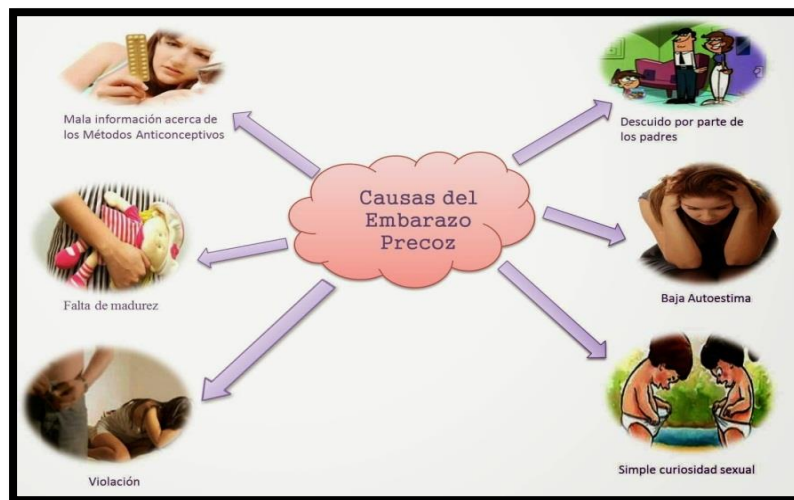 Causas del
Embarazo
Precoz
Mala información acerca de
los Métodos Anticonceptivos
Falta de madurez
Violación
Descuido por parte de
los padres
Baja Autoestima
Simple curiosidad sexual